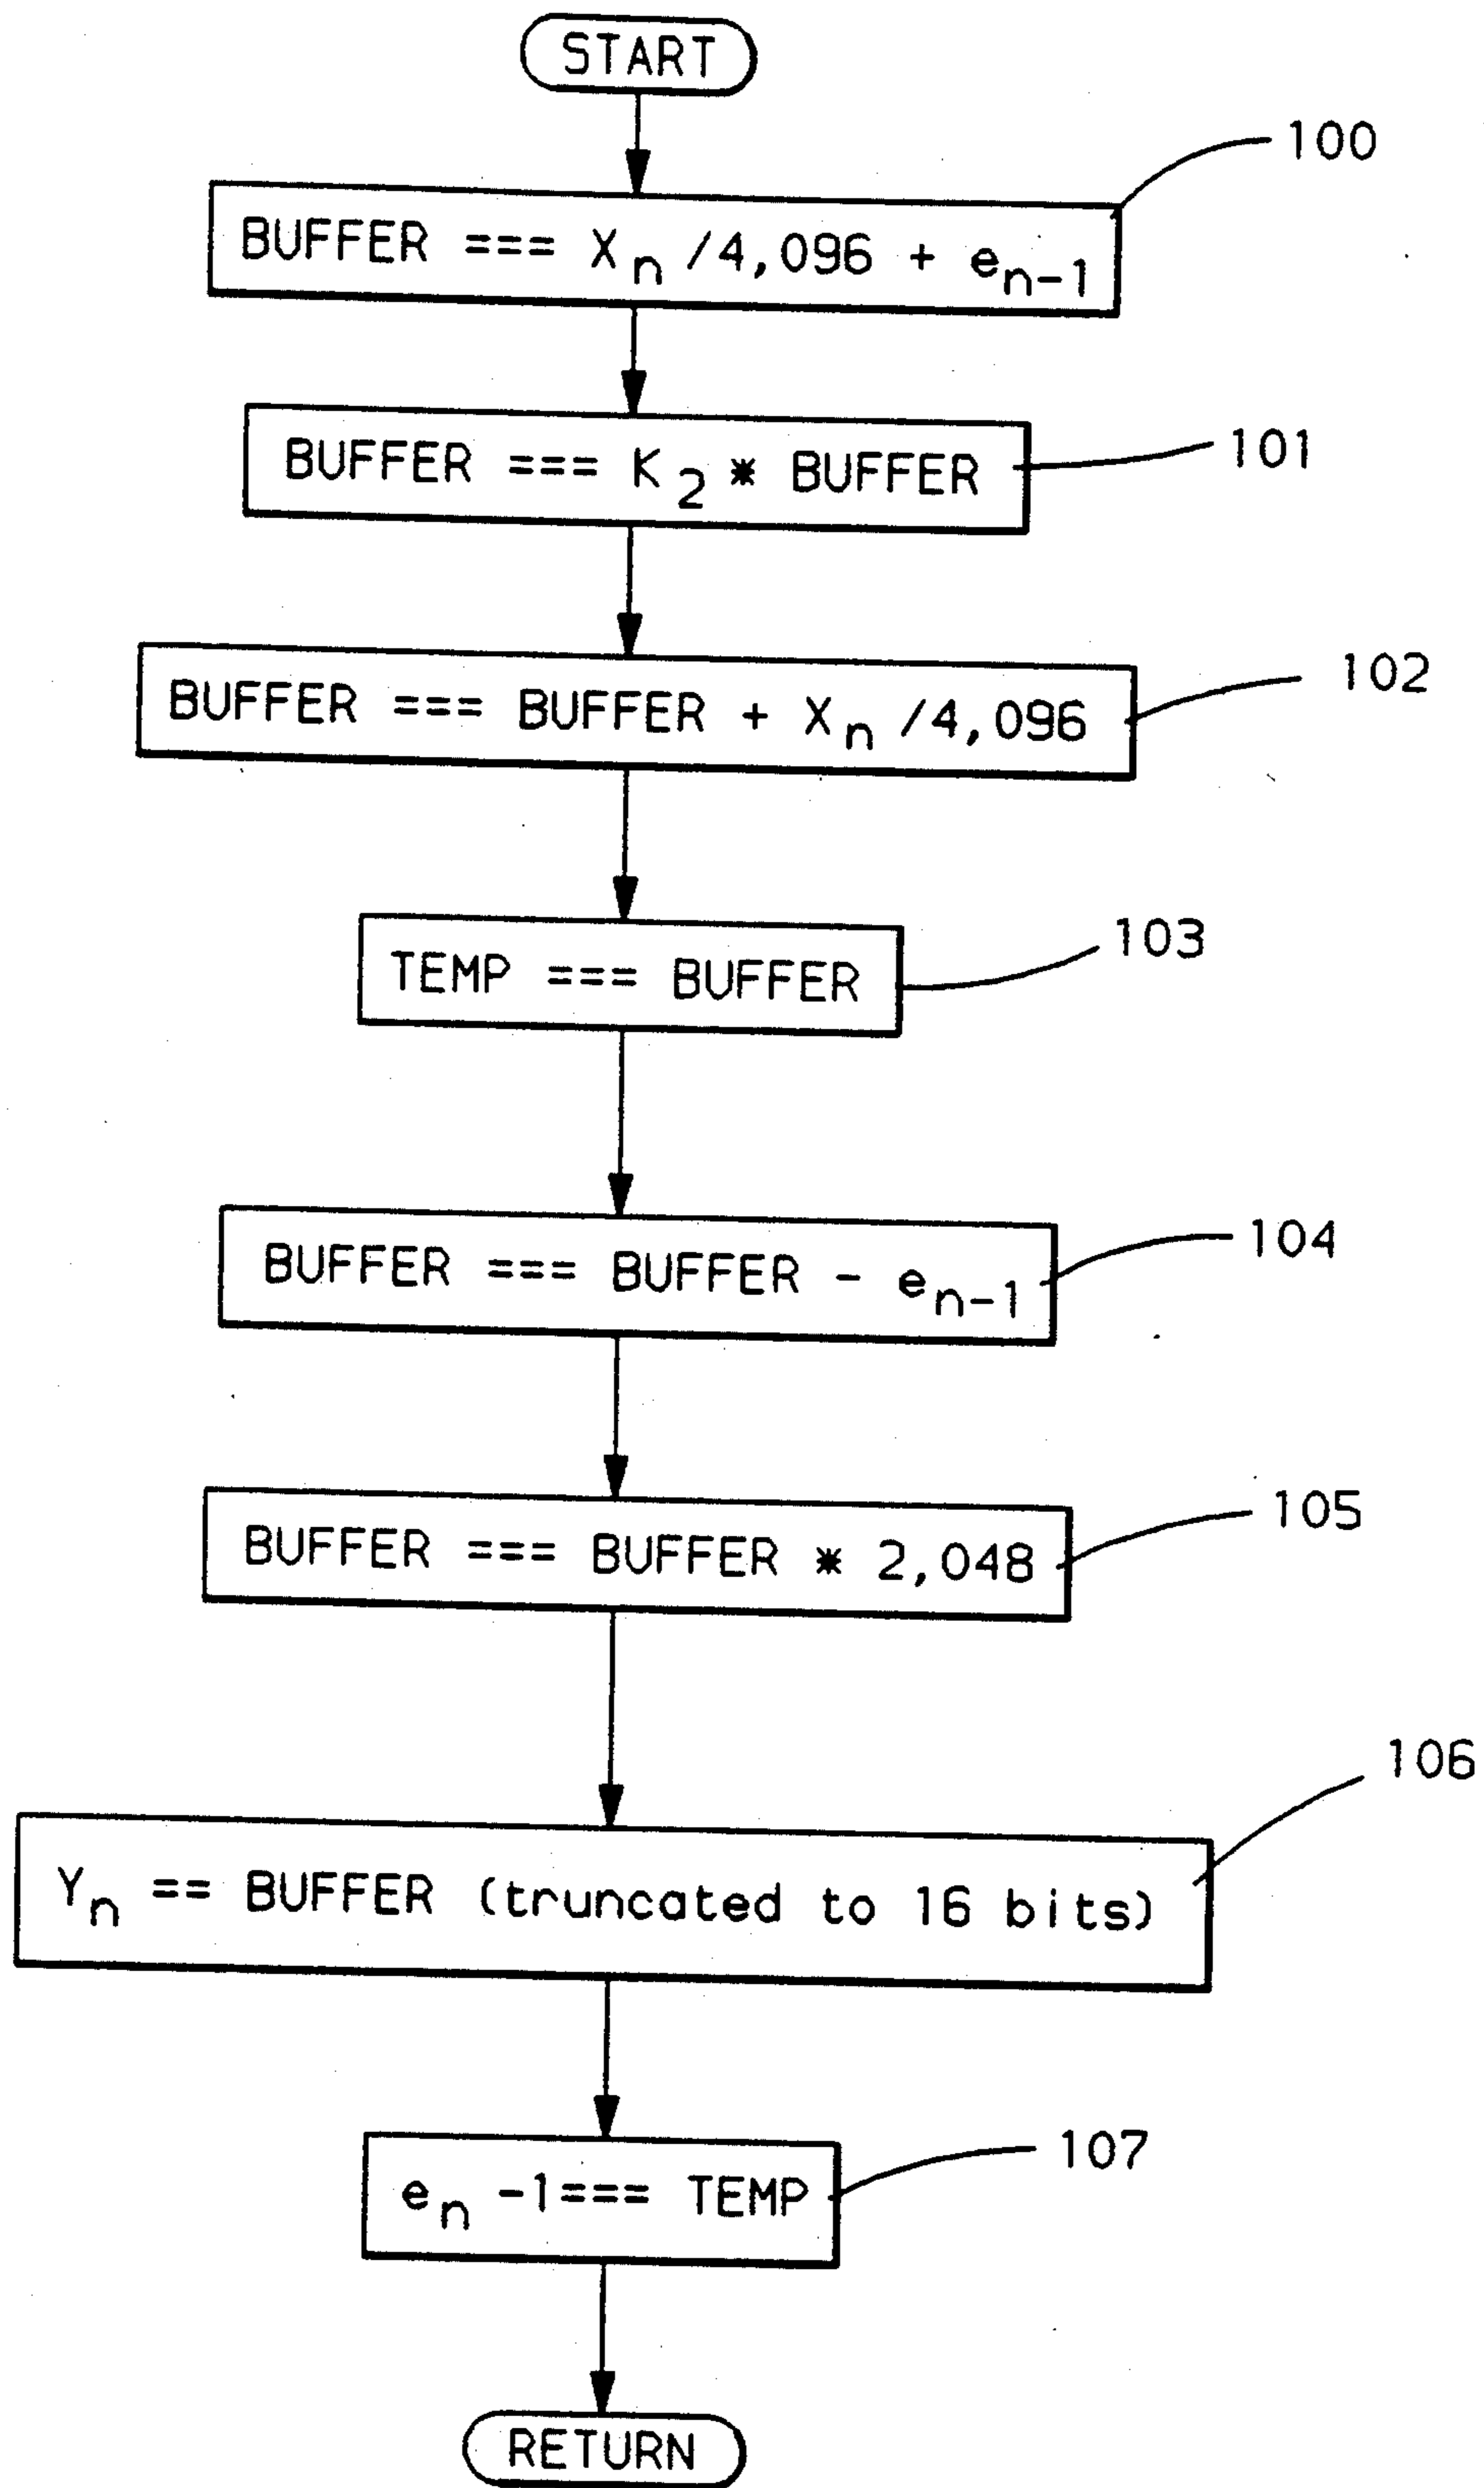 START
100
BUFFER === Xn /4,096 + en-1
101
BUFFER === K2 * BUFFER
102
BUFFER === BUFFER + Xn /4,096
103
TEMP === BUFFER
104
BUFFER === BUFFER - en-1
105
BUFFER === BUFFER * 2,048
106
Yn == BUFFER (truncated to 16 bits)
107
en -1=== TEMP
RETURN